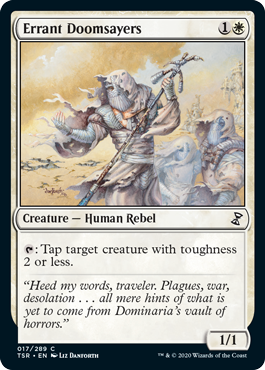 Errant Doomsayers 1
Creature — Human Rebel
: Tap target creature with toughness
2 or less.
“Heed my words, traveler. Plagues, war,
desolation . . . all mere hints of what is
yet to come from Dominaria’s vault of
horrors.”
1/1
017/289 C
TSR • EN Liz Danforth
™ & © 2020 Wizards of the Coast